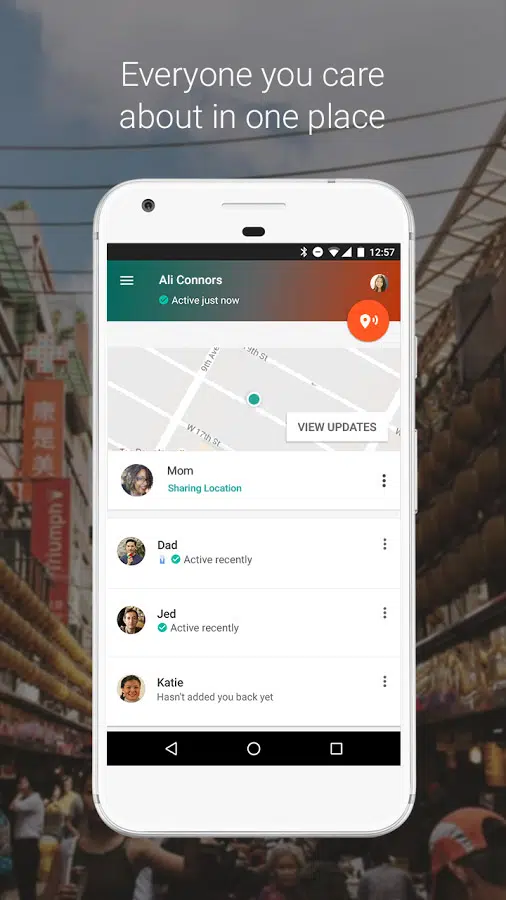 Everyone you care
about in one place
12:57
Ali Connors
Active just now
9th Ave
19th St
W 17th St
VIEW UPDATES
Mom
Sharing Location
Dad
Active recently
Jed
Active recently
Katie
Hasn't added you back yet
康是美
Triumph